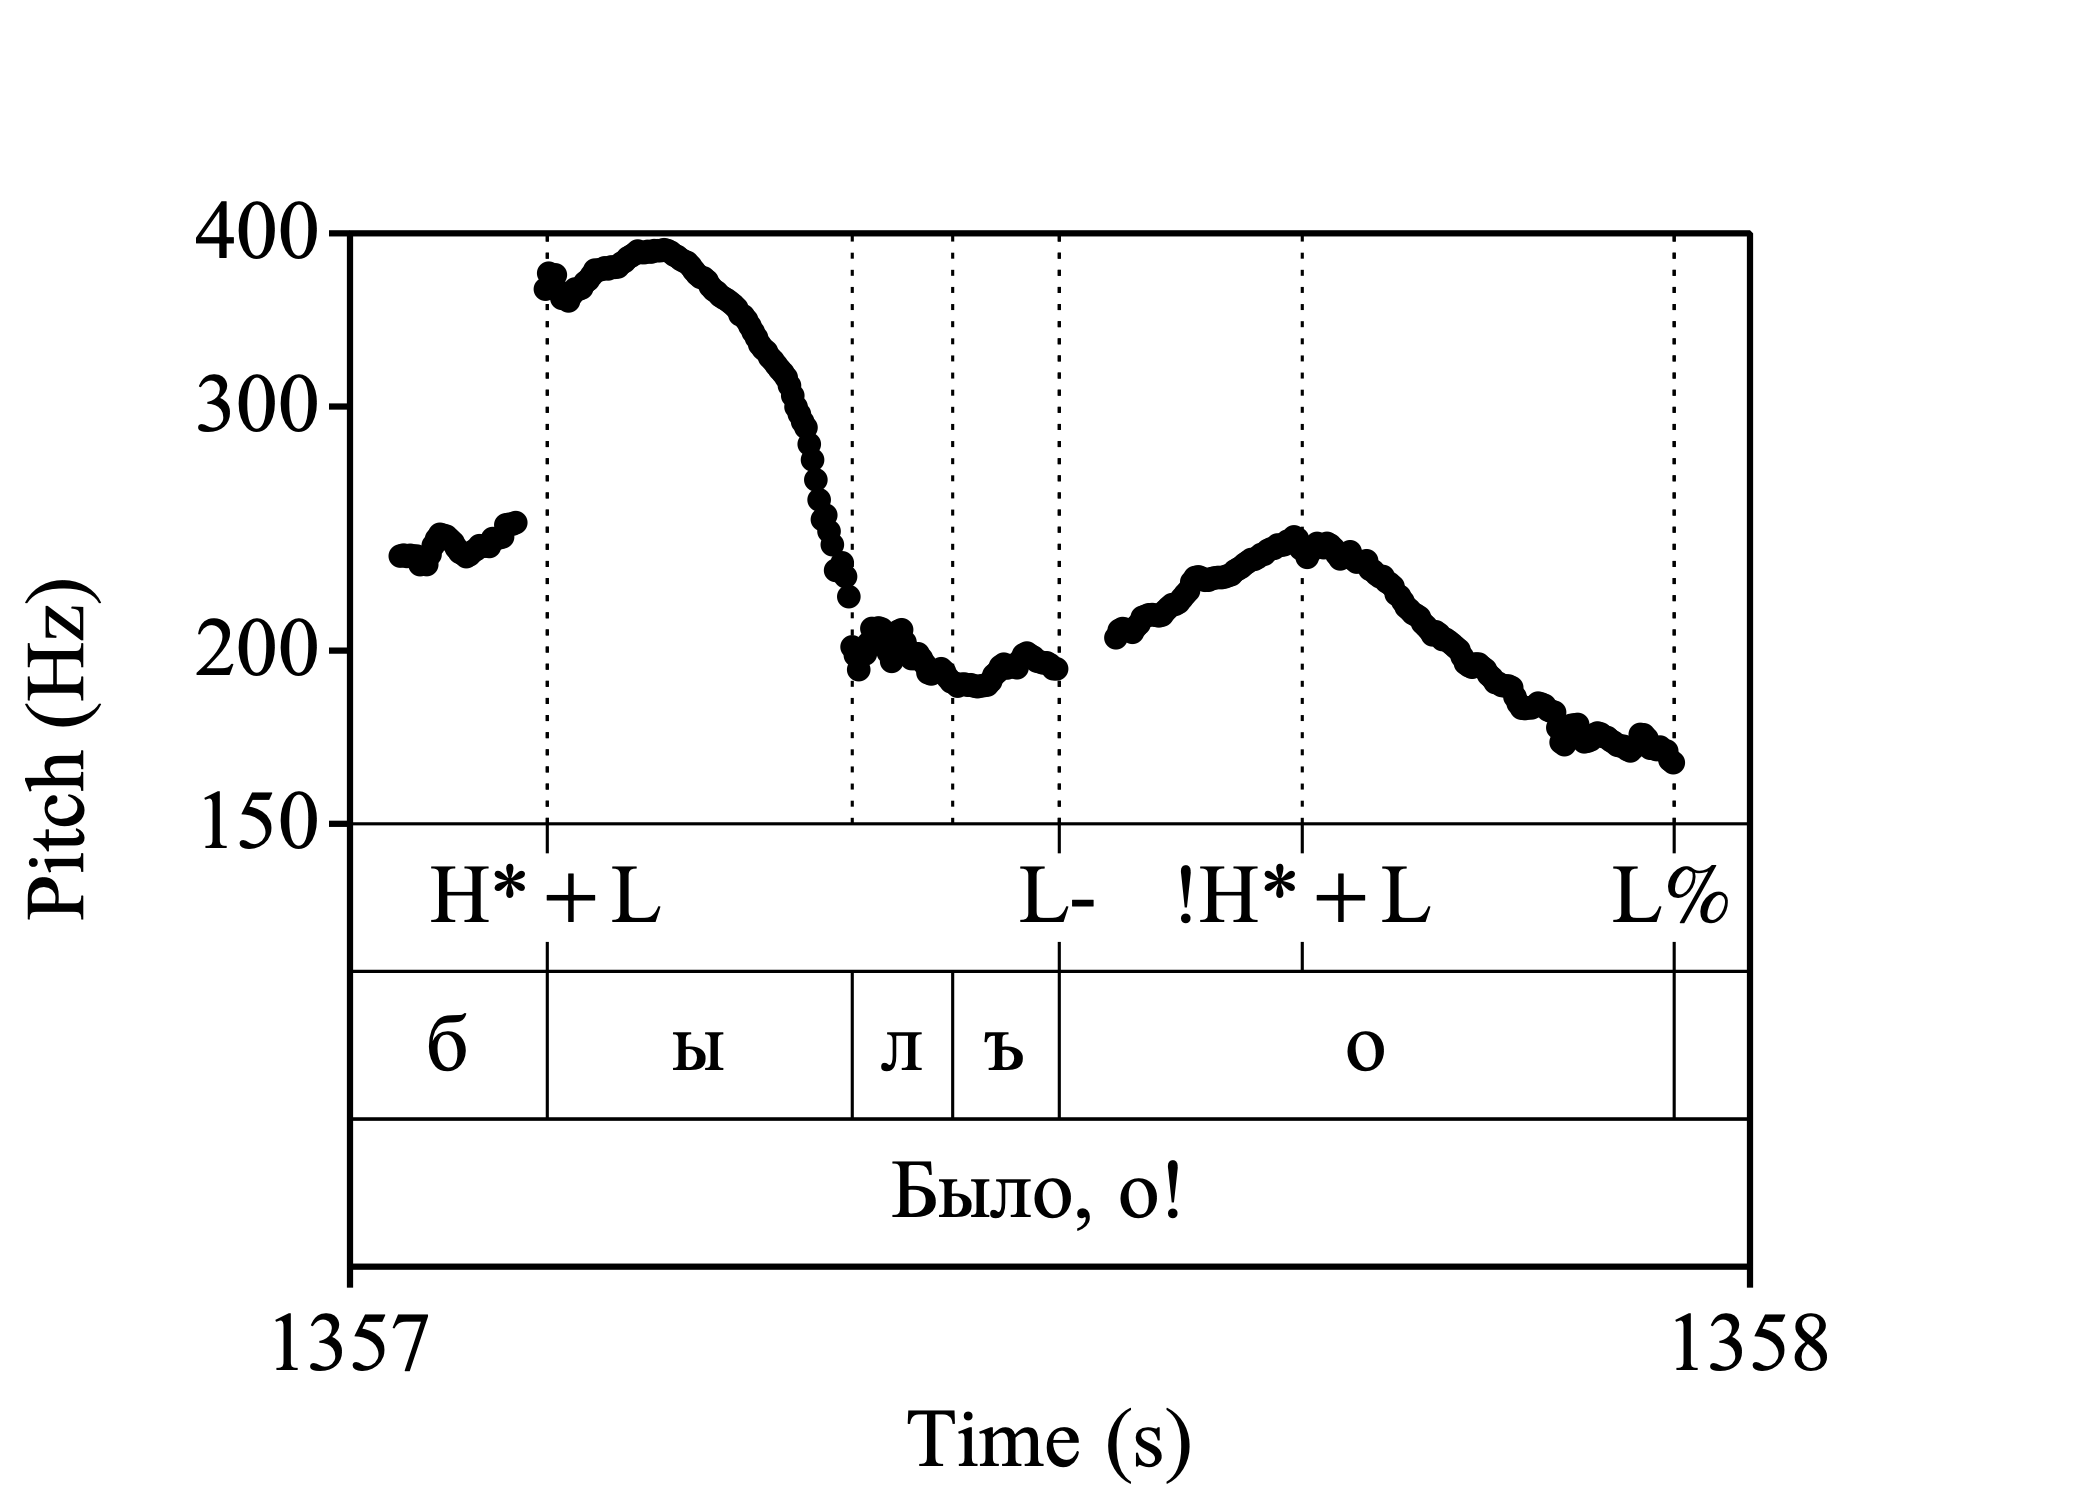 400
300
200
150
Pitch (Hz)
H* + L L- !H* + L L%
б ы л ъ о
Было, о!
1357 1358
Time (s)